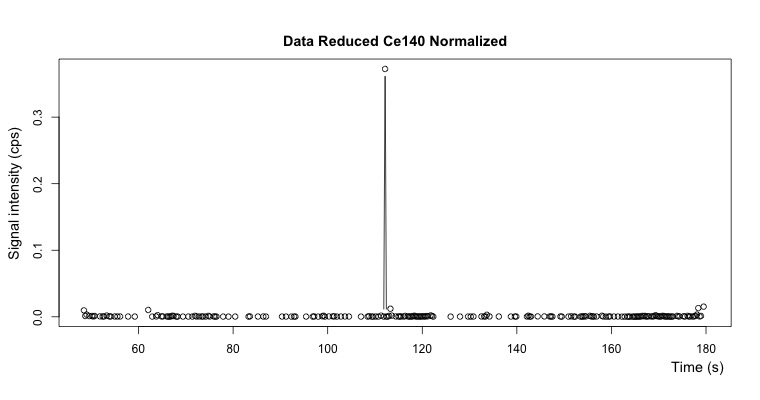 Data Reduced Ce140 Normalized
Signal intensity (cps)
0.3
0.2
0.1
0.0
60 80 100 120 140 160 180
Time (s)